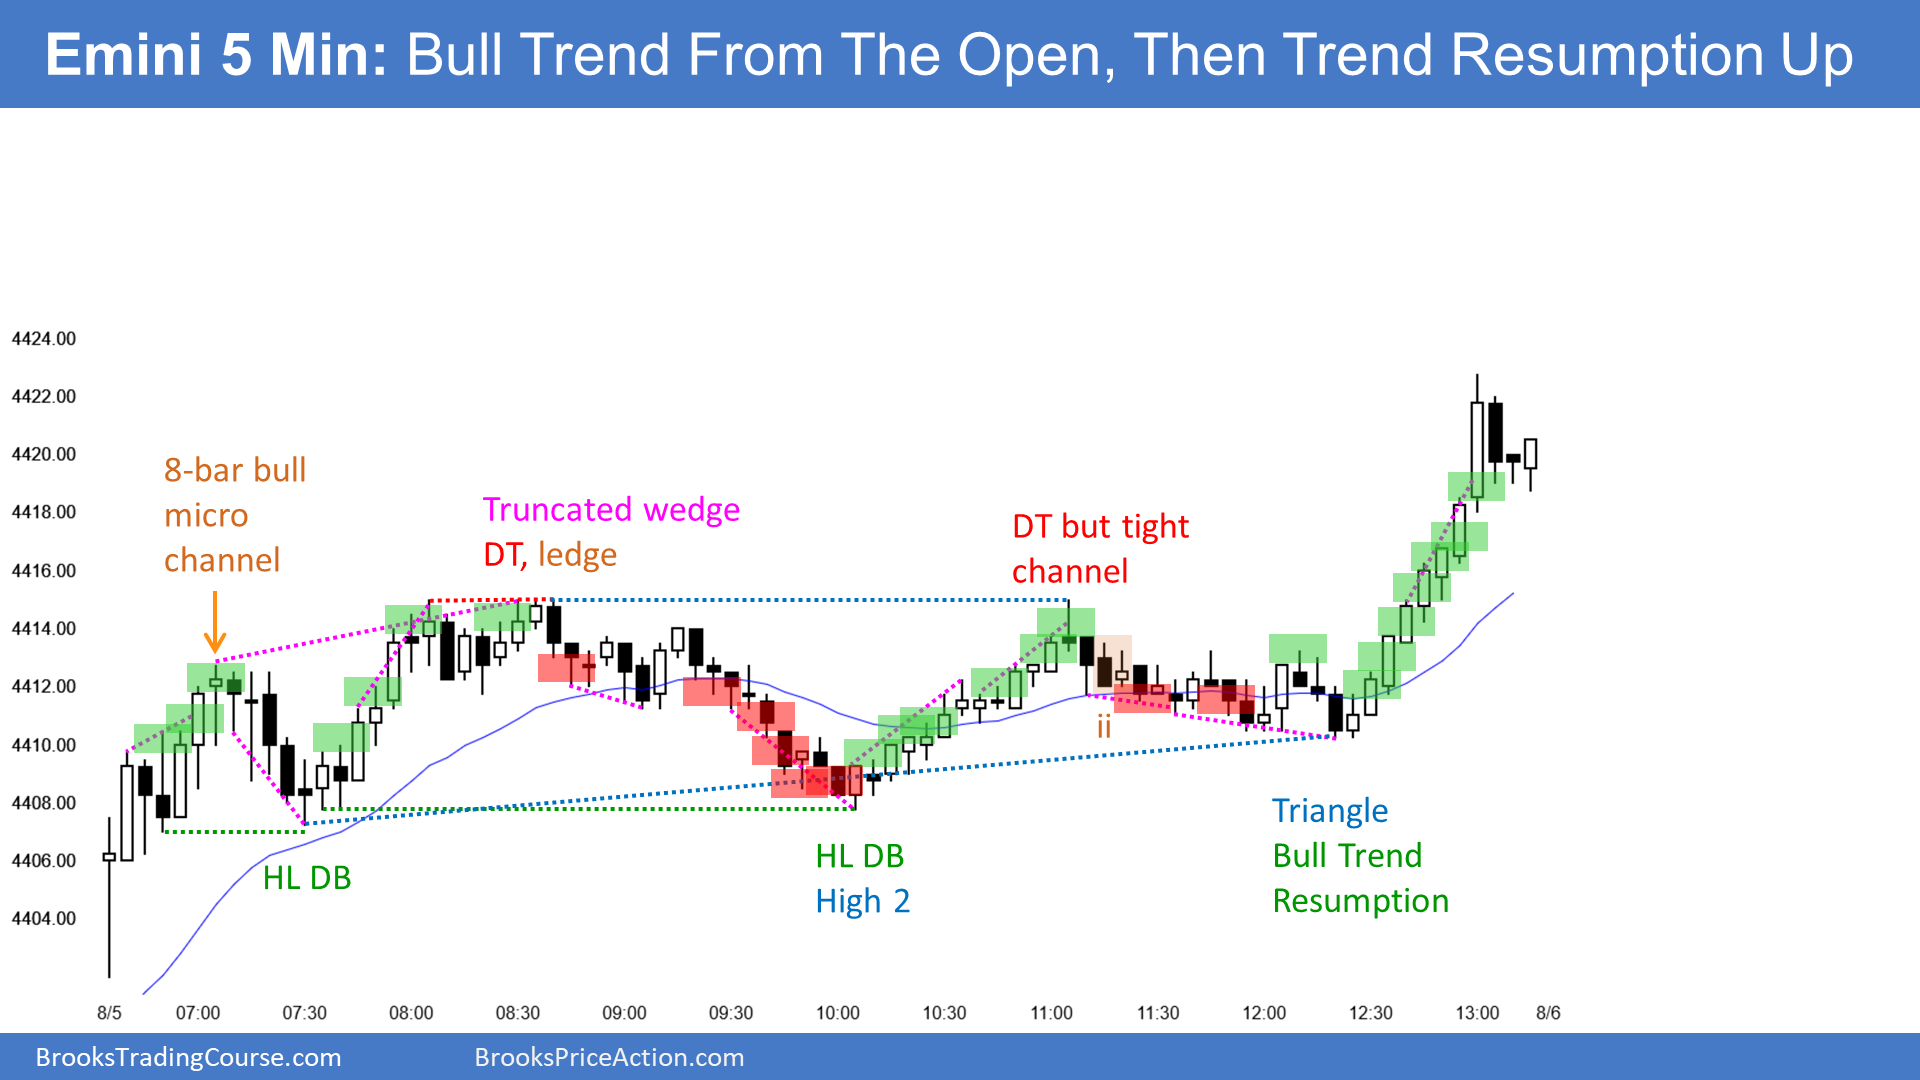 Emini 5 Min: Bull Trend From The Open, Then Trend Resumption Up
4424.00
4422.00
4420.00
4418.00
4416.00
4414.00
4412.00
4410.00
4408.00
4406.00
4404.00
8-bar bull
micro
channel
Truncated wedge
DT, ledge
DT but tight
channel
ii
HL DB
HL DB
High 2
Triangle
Bull Trend
Resumption
8/5 07:00 07:30 08:00 08:30 09:00 09:30 10:00 10:30 11:00 11:30 12:00 12:30 13:00 8/6
BrooksTradingCourse.com BrooksPriceAction.com